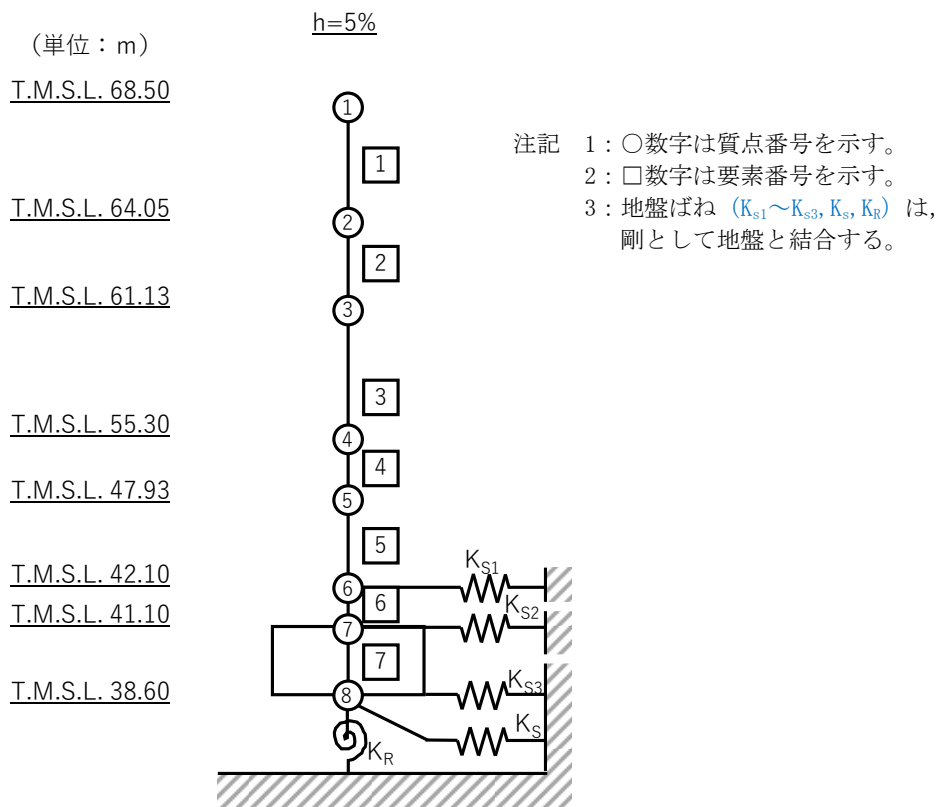 h=5%
（単位：m）
T.M.S.L. 68.50
T.M.S.L. 64.05
T.M.S.L. 61.13
T.M.S.L. 55.30
T.M.S.L. 47.93
T.M.S.L. 42.10
T.M.S.L. 41.10
T.M.S.L. 38.60
①
1
②
2
③
3
④
4
⑤
5
⑥
6
⑦
7
⑧
KS1
KS2
KS3
KS
KR
注記　1：○数字は質点番号を示す。
2：□数字は要素番号を示す。
3：地盤ばね（Ks1～Ks3,Ks,KR）は,
剛として地盤と結合する。